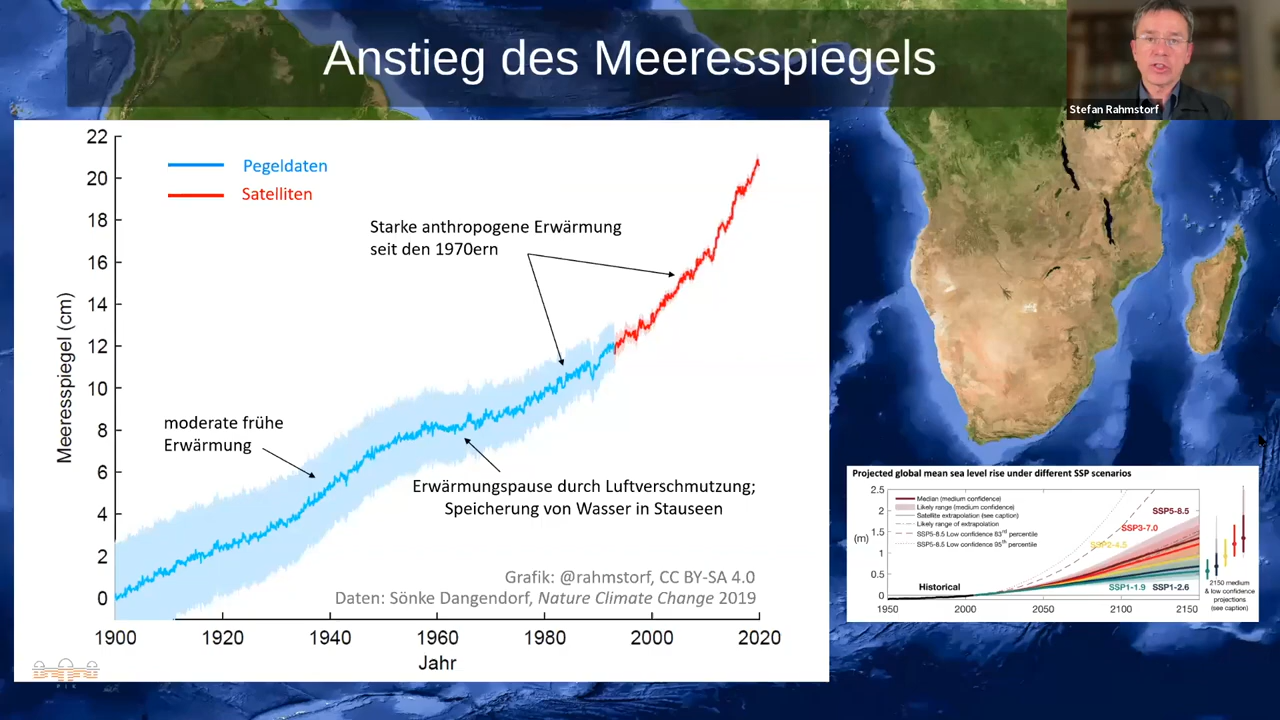 Anstieg des Meeresspiegels
Stefan Rahmstorf
22
20
18
16
14
12
10
8
6
4
2
0
Meeresspiegel (cm)
Pegeldaten
Satelliten
Starke anthropogene Erwärmung
seit den 1970ern
moderate frühe
Erwärmung
Erwärmungspause durch Luftverschmutzung;
Speicherung von Wasser in Stauseen
Grafik: @rahmstorf, CC BY-SA 4.0
Daten: Sönke Dangendorf, Nature Climate Change 2019
1900 1920 1940 1960 1980 2000 2020
Jahr
P I K
Projected global mean sea level rise under different SSP scenarios
2.5
2
1.5
1
0.5
0
(m)
Median (medium confidence)
Likely range (medium confidence)
Satellite extrapolation (see caption)
Likely range of extrapolation
SSP5-8.5 Low confidence 83rd percentile
SSP5-8.5 Low confidence 95th percentile
SSP5-8.5
SSP3-7.0
SSP2-4.5
Historical
SSP1-1.9 SSP1-2.6
1950 2000 2050 2100 2150
2150 medium
& low confidence
projections
(see caption)